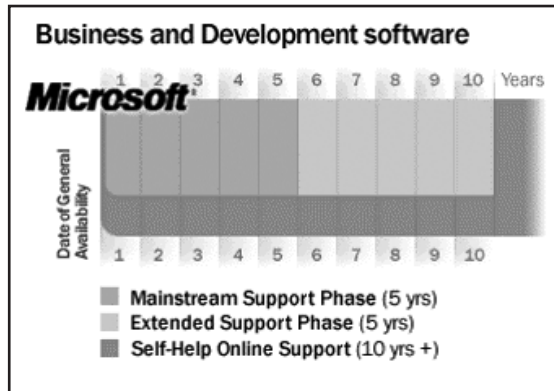 Business and Development software
1 2 3 4 5 6 7 8 9 10 Years
Microsoft®
Date of General
Availability
1 2 3 4 5 6 7 8 9 10
Mainstream Support Phase (5 yrs)
Extended Support Phase (5 yrs)
Self-Help Online Support (10 yrs +)